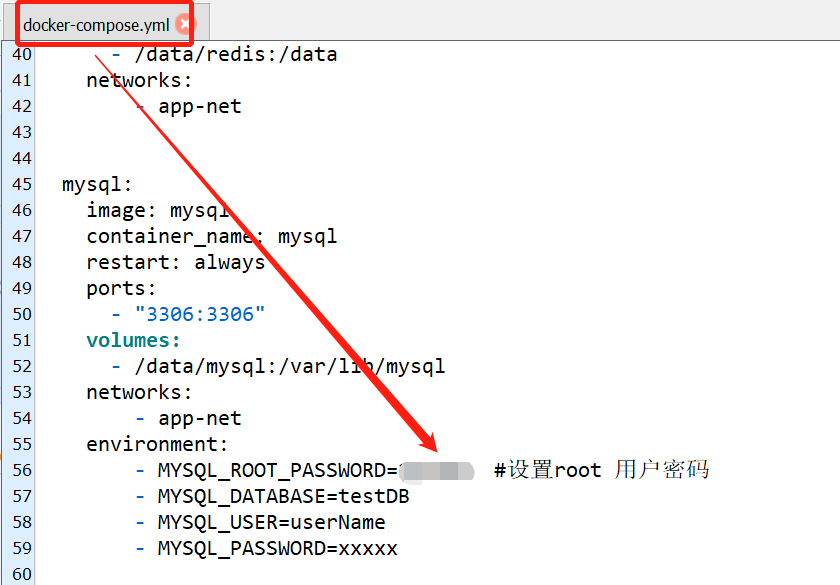 docker-compose.yml
40 - /data/redis:/data
41 networks:
42 - app-net
43
44
45 mysql:
46 image: mysql
47 container_name: mysql
48 restart: always
49 ports:
50 - "3306:3306"
51 volumes:
52 - /data/mysql:/var/lib/mysql
53 networks:
54 - app-net
55 environment:
56 - MYSQL_ROOT_PASSWORD= #设置root 用户密码
57 - MYSQL_DATABASE=testDB
58 - MYSQL_USER=userName
59 - MYSQL_PASSWORD=xxxxx
60